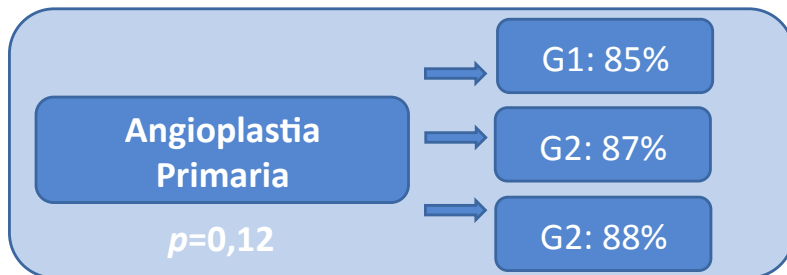 Angioplastia
Primaria
p=0,12
G1: 85%
G2: 87%
G2: 88%